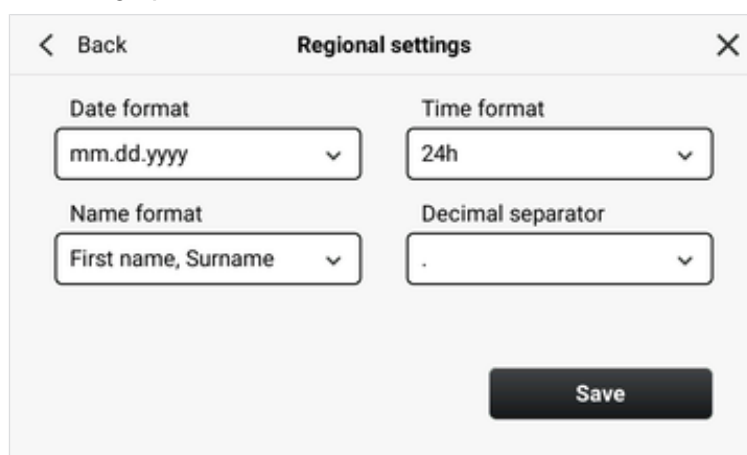 Back
Regional settings
Date format
Time format
mm.dd.yyyy
24h
Name format
Decimal separator
First name, Surname
.
Save